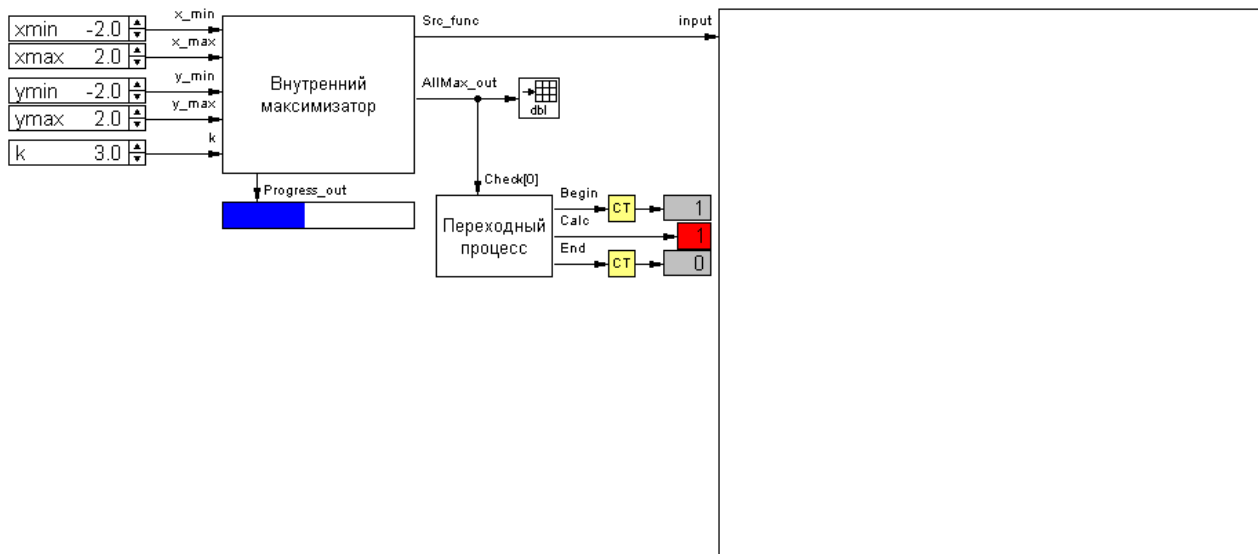 x_min
xmin -2.0
x_max
xmax 2.0
y_min
ymin -2.0
y_max
ymax 2.0
k
k 3.0
Внутренний
максимизатор
Src_func
input
AllMax_out
dbl
Progress_out
Check[0]
Переходный
процесс
Begin
CT
1
Calc
1
End
CT
0